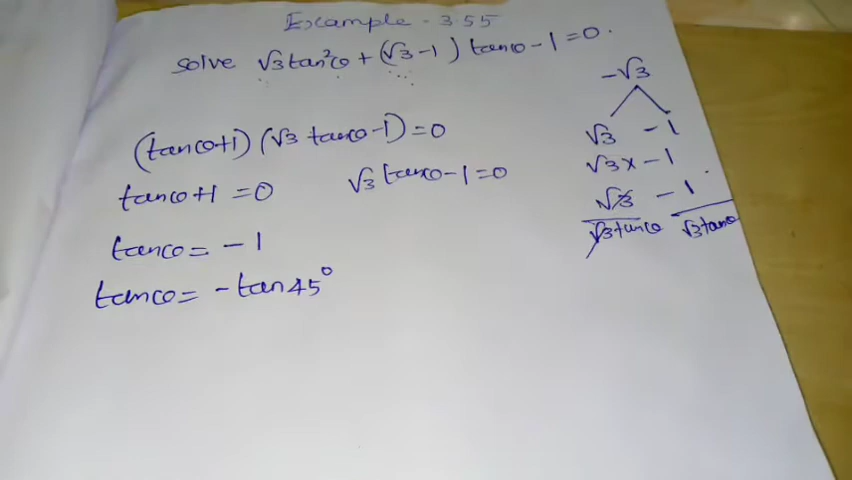 Example - 3.55
solve √3tan²θ + (√3-1) tanθ - 1 = 0.
(tanθ+1) (√3 tanθ-1) = 0
tanθ+1 = 0
√3 tanθ-1 = 0
tanθ = -1
tanθ = -tan45°
-√3
√3 -1
√3 x -1
√3 -1
√3tanθ √3tanθ